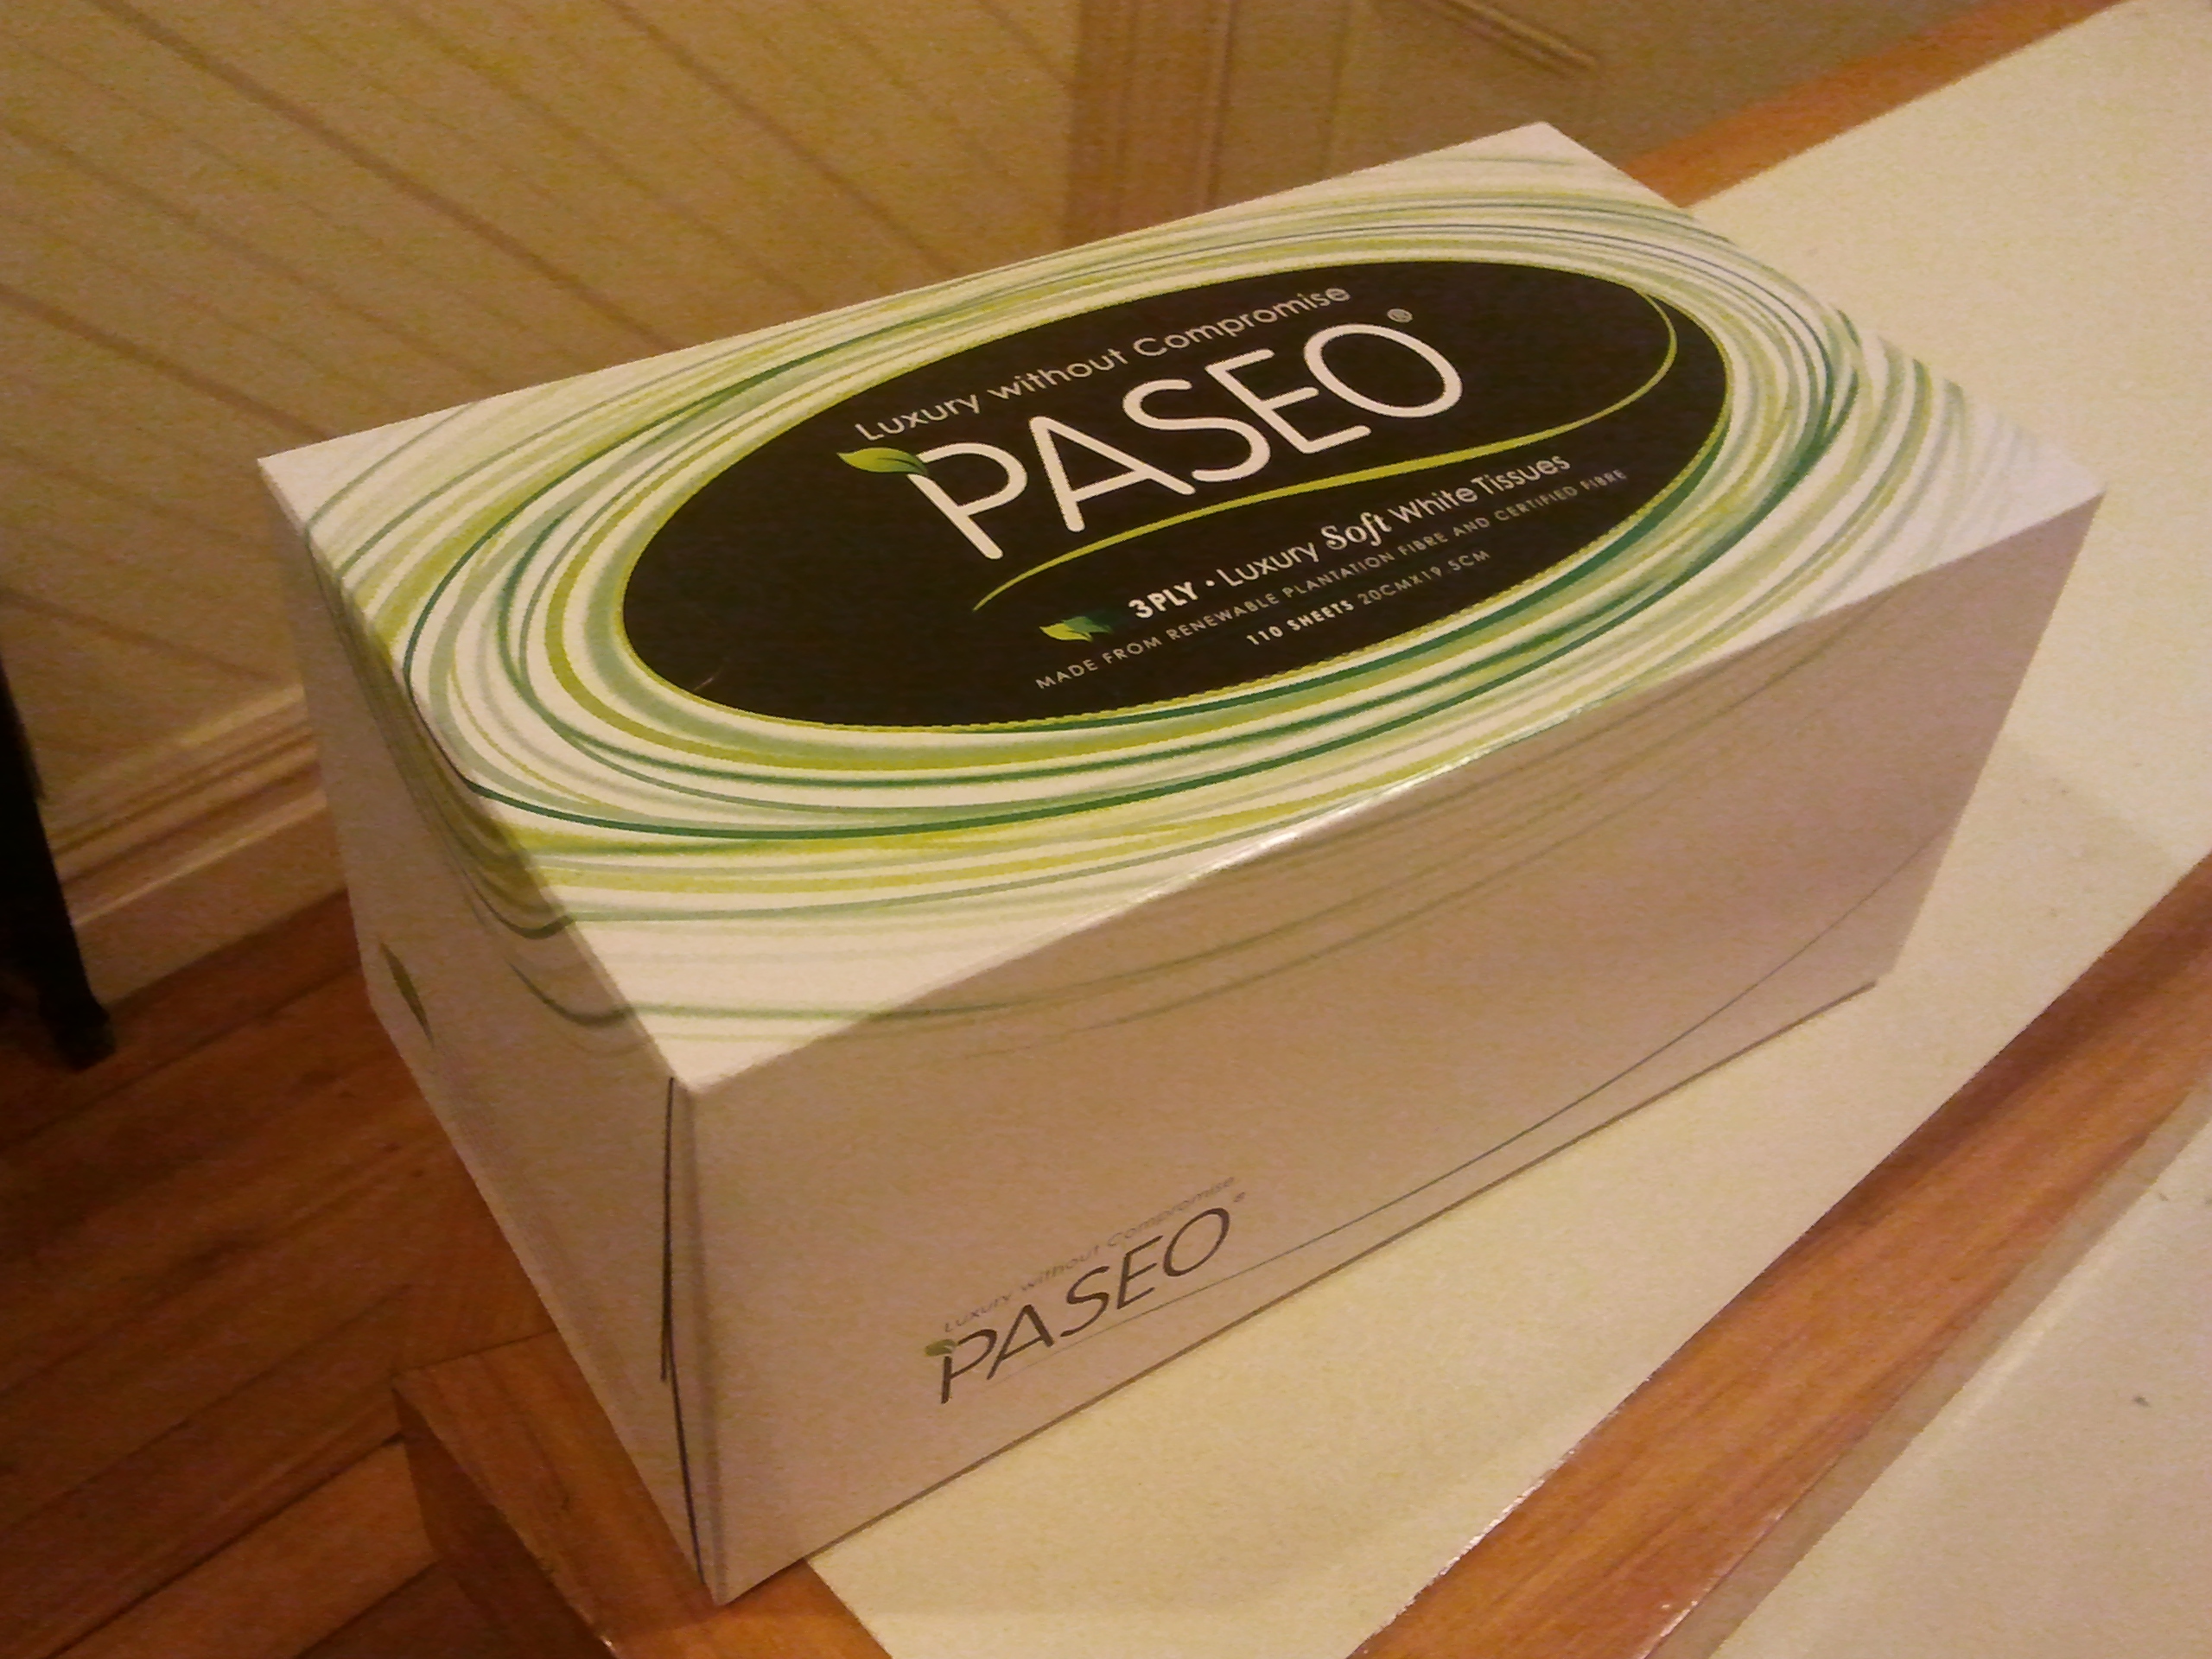 Luxury without Compromise
PASEO®
3PLY • Luxury Soft White Tissues
MADE FROM RENEWABLE PLANTATION FIBRE AND CERTIFIED FIBRE
110 SHEETS 20CMX19.5CM
Luxury without Compromise
PASEO®